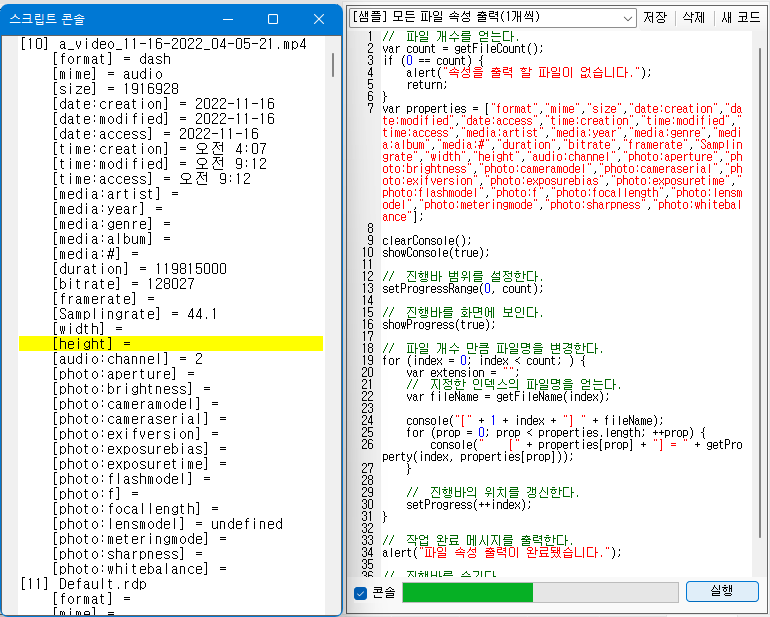 스크립트 콘솔
[10] a_video_11-16-2022_04-05-21.mp4
[format] = dash
[mime] = audio
[size] = 1916928
[date:creation] = 2022-11-16
[date:modified] = 2022-11-16
[date:access] = 2022-11-16
[time:creation] = 오전 4:07
[time:modified] = 오전 9:12
[time:access] = 오전 9:12
[media:artist] =
[media:year] =
[media:genre] =
[media:album] =
[media:#] =
[duration] = 119815000
[bitrate] = 128027
[framerate] =
[Samplingrate] = 44.1
[width] =
[height] =
[audio:channel] = 2
[photo:aperture] =
[photo:brightness] =
[photo:cameramodel] =
[photo:cameraserial] =
[photo:exifversion] =
[photo:exposurebias] =
[photo:exposuretime] =
[photo:flashmodel] =
[photo:f] =
[photo:focallength] =
[photo:lensmodel] = undefined
[photo:meteringmode] =
[photo:sharpness] =
[photo:whitebalance] =
[11] Default.rdp
[format] =
[mime] =
[샘플] 모든 파일 속성 출력(1개씩)
저장 삭제 새 코드
1 // 파일 개수를 얻는다.
2 var count = getFileCount();
3 if (0 == count) {
4 alert("속성을 출력 할 파일이 없습니다.");
5 return;
6 }
7 var properties = ["format","mime","size","date:creation","da
te:modified","date:access","time:creation","time:modified","
time:access","media:artist","media:year","media:genre","medi
a:album","media:#","duration","bitrate","framerate","Samplin
grate","width","height","audio:channel","photo:aperture","ph
oto:brightness","photo:cameramodel","photo:cameraserial","ph
oto:exifversion","photo:exposurebias","photo:exposuretime","
photo:flashmodel","photo:f","photo:focallength","photo:lensm
odel","photo:meteringmode","photo:sharpness","photo:whitebal
ance"];
8
9 clearConsole();
10 showConsole(true);
11
12 // 진행바 범위를 설정한다.
13 setProgressRange(0, count);
14
15 // 진행바를 화면에 보인다.
16 showProgress(true);
17
18 // 파일 개수 만큼 파일명을 변경한다.
19 for (index = 0; index < count; ) {
20 var extension = "";
21 // 지정한 인덱스의 파일명을 얻는다.
22 var fileName = getFileName(index);
23
24 console("[" + 1 + index + "] " + fileName);
25 for (prop = 0; prop < properties.length; ++prop) {
26 console("    [" + properties[prop] + "] = " + getPro
perty(index, properties[prop]));
27 }
28
29 // 진행바의 위치를 갱신한다.
30 setProgress(++index);
31 }
32
33 // 작업 완료 메시지를 출력한다.
34 alert("파일 속성 출력이 완료됐습니다.");
35
36 // 진행바를 숨긴다.
콘솔
실행